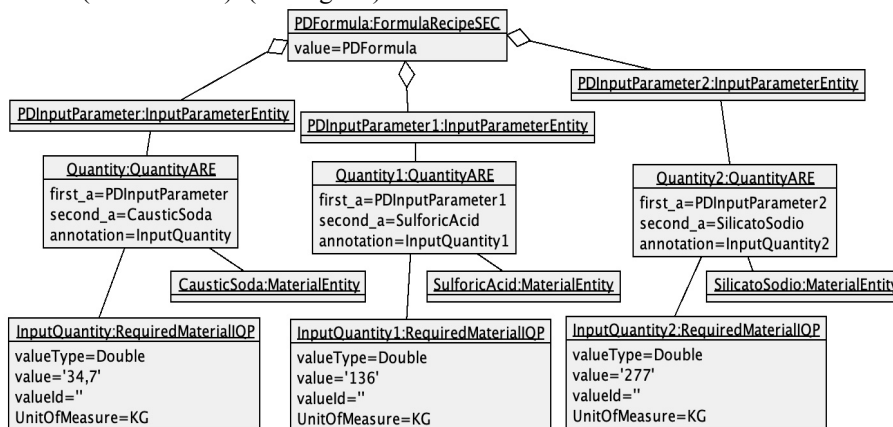 PDFormula:FormulaRecipeSEC
value=PDFormula
PDInputParameter:InputParameterEntity
PDInputParameter1:InputParameterEntity
PDInputParameter2:InputParameterEntity
Quantity:QuantityARE
first_a=PDInputParameter
second_a=CausticSoda
annotation=InputQuantity
Quantity1:QuantityARE
first_a=PDInputParameter1
second_a=SulforicAcid
annotation=InputQuantity1
Quantity2:QuantityARE
first_a=PDInputParameter2
second_a=SilicatoSodio
annotation=InputQuantity2
CausticSoda:MaterialEntity
SulforicAcid:MaterialEntity
SilicatoSodio:MaterialEntity
InputQuantity:RequiredMaterialIQP
valueType=Double
value='34,7'
valueId=''
UnitOfMeasure=KG
InputQuantity1:RequiredMaterialIQP
valueType=Double
value='136'
valueId=''
UnitOfMeasure=KG
InputQuantity2:RequiredMaterialIQP
valueType=Double
value='277'
valueId=''
UnitOfMeasure=KG